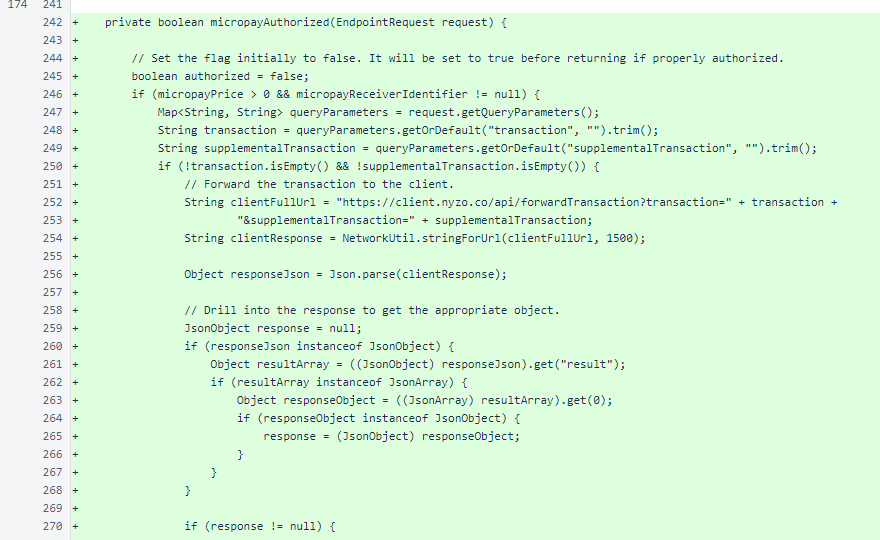 174 241
242 + private boolean micropayAuthorized(EndpointRequest request) {
243 +
244 + // Set the flag initially to false. It will be set to true before returning if properly authorized.
245 + boolean authorized = false;
246 + if (micropayPrice > 0 && micropayReceiverIdentifier != null) {
247 + Map<String, String> queryParameters = request.getQueryParameters();
248 + String transaction = queryParameters.getOrDefault("transaction", "").trim();
249 + String supplementalTransaction = queryParameters.getOrDefault("supplementalTransaction", "").trim();
250 + if (!transaction.isEmpty() && !supplementalTransaction.isEmpty()) {
251 + // Forward the transaction to the client.
252 + String clientFullUrl = "https://client.nyzo.co/api/forwardTransaction?transaction=" + transaction +
253 + "&supplementalTransaction=" + supplementalTransaction;
254 + String clientResponse = NetworkUtil.stringForUrl(clientFullUrl, 1500);
255 +
256 + Object responseJson = Json.parse(clientResponse);
257 +
258 + // Drill into the response to get the appropriate object.
259 + JsonObject response = null;
260 + if (responseJson instanceof JsonObject) {
261 + Object resultArray = ((JsonObject) responseJson).get("result");
262 + if (resultArray instanceof JsonArray) {
263 + Object responseObject = ((JsonArray) resultArray).get(0);
264 + if (responseObject instanceof JsonObject) {
265 + response = (JsonObject) responseObject;
266 + }
267 + }
268 + }
269 +
270 + if (response != null) {